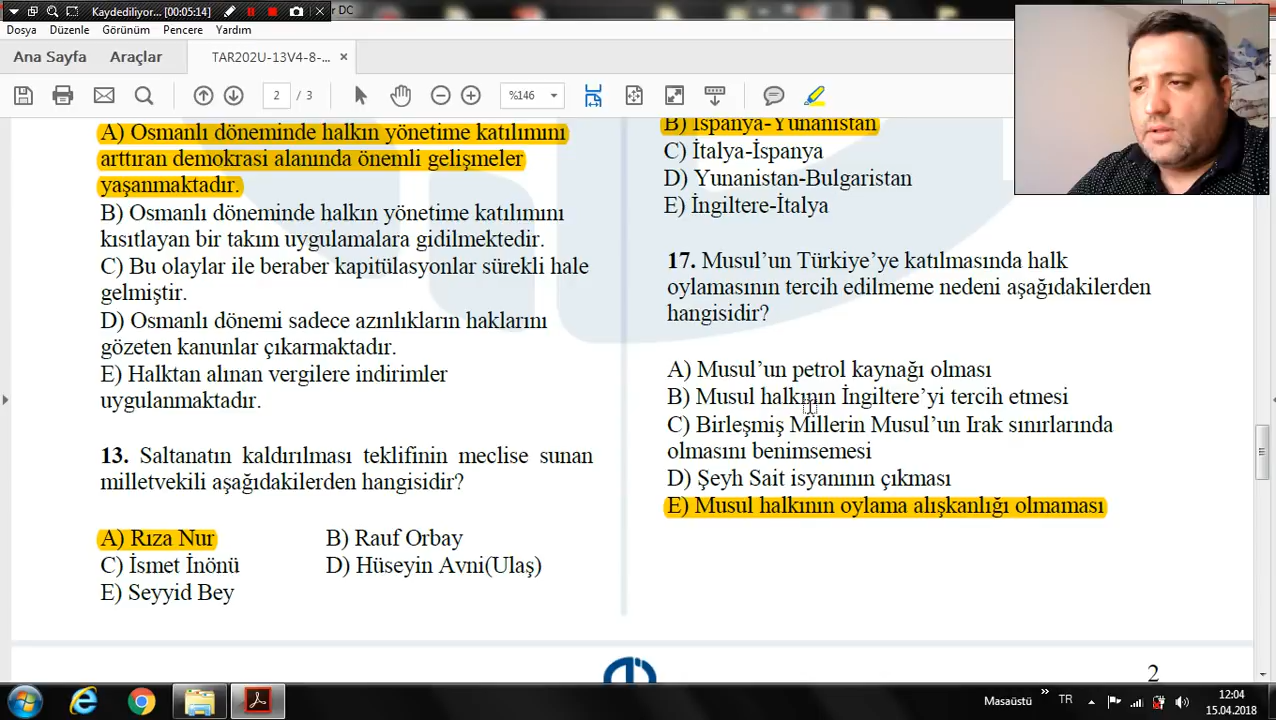 Kaydediliyor... [00:05:14]
r DC
Dosya Düzenle Görünüm Pencere Yardım
Ana Sayfa Araçlar TAR202U-13V4-8-... ×
2 / 3 %146
A) Osmanlı döneminde halkın yönetime katılımını
arttıran demokrasi alanında önemli gelişmeler
yaşanmaktadır.
B) Osmanlı döneminde halkın yönetime katılımını
kısıtlayan bir takım uygulamalara gidilmektedir.
C) Bu olaylar ile beraber kapitülasyonlar sürekli hale
gelmiştir.
D) Osmanlı dönemi sadece azınlıkların haklarını
gözeten kanunlar çıkarmaktadır.
E) Halktan alınan vergilere indirimler
uygulanmaktadır.
13. Saltanatın kaldırılması teklifinin meclise sunan
milletvekili aşağıdakilerden hangisidir?
A) Rıza Nur B) Rauf Orbay
C) İsmet İnönü D) Hüseyin Avni(Ulaş)
E) Seyyid Bey
B) İspanya-Yunanistan
C) İtalya-İspanya
D) Yunanistan-Bulgaristan
E) İngiltere-İtalya
17. Musul’un Türkiye’ye katılmasında halk
oylamasının tercih edilmeme nedeni aşağıdakilerden
hangisidir?
A) Musul’un petrol kaynağı olması
B) Musul halkının İngiltere’yi tercih etmesi
C) Birleşmiş Millerin Musul’un Irak sınırlarında
olmasını benimsemesi
D) Şeyh Sait isyanının çıkması
E) Musul halkının oylama alışkanlığı olmaması
2
Masaüstü » TR 12:04
15.04.2018